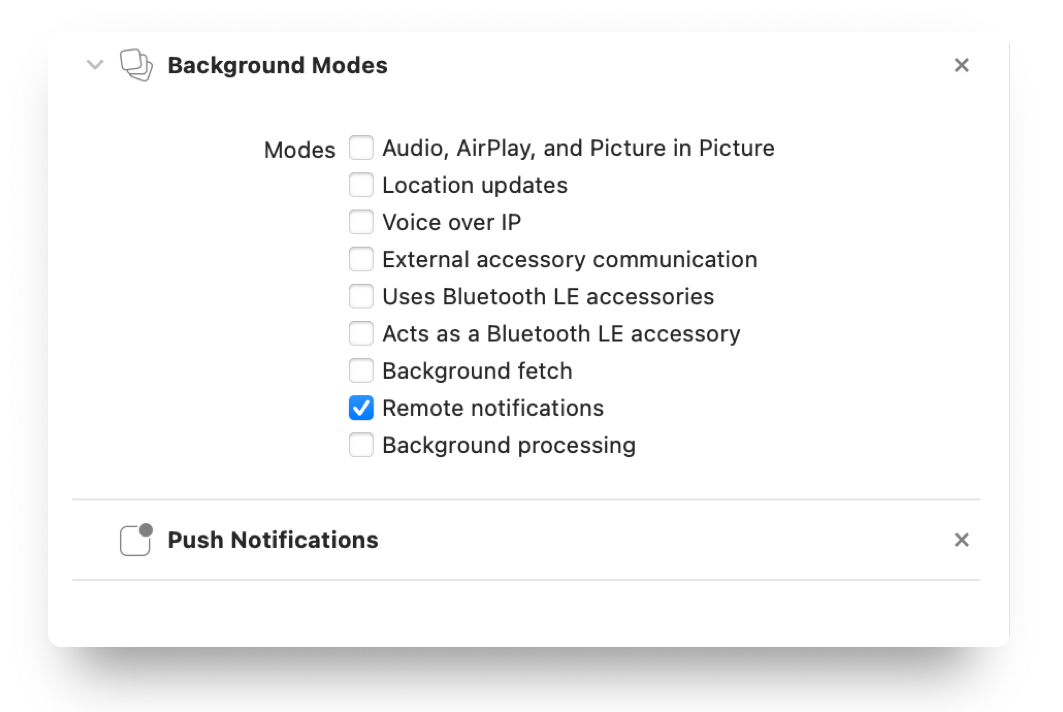 Background Modes
Modes Audio, AirPlay, and Picture in Picture
Location updates
Voice over IP
External accessory communication
Uses Bluetooth LE accessories
Acts as a Bluetooth LE accessory
Background fetch
Remote notifications
Background processing
Push Notifications